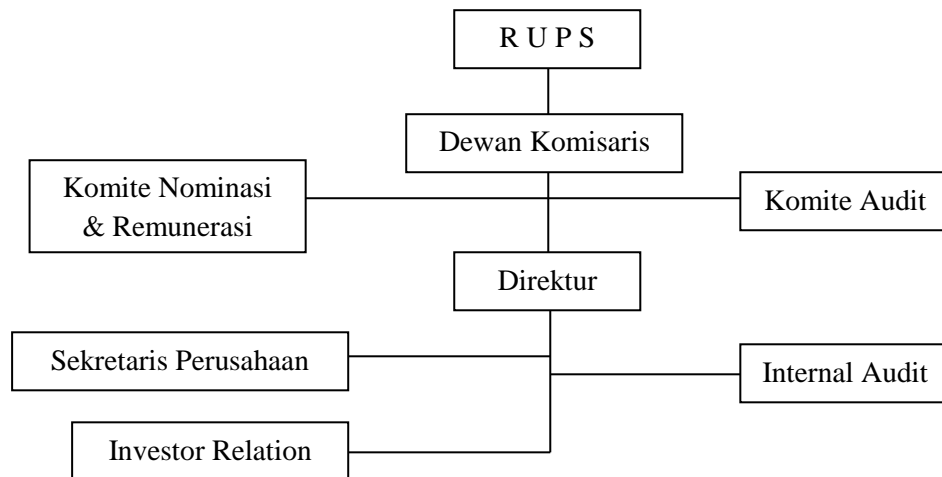 R U P S
Dewan Komisaris
Komite Nominasi
& Remunerasi
Komite Audit
Direktur
Sekretaris Perusahaan
Internal Audit
Investor Relation